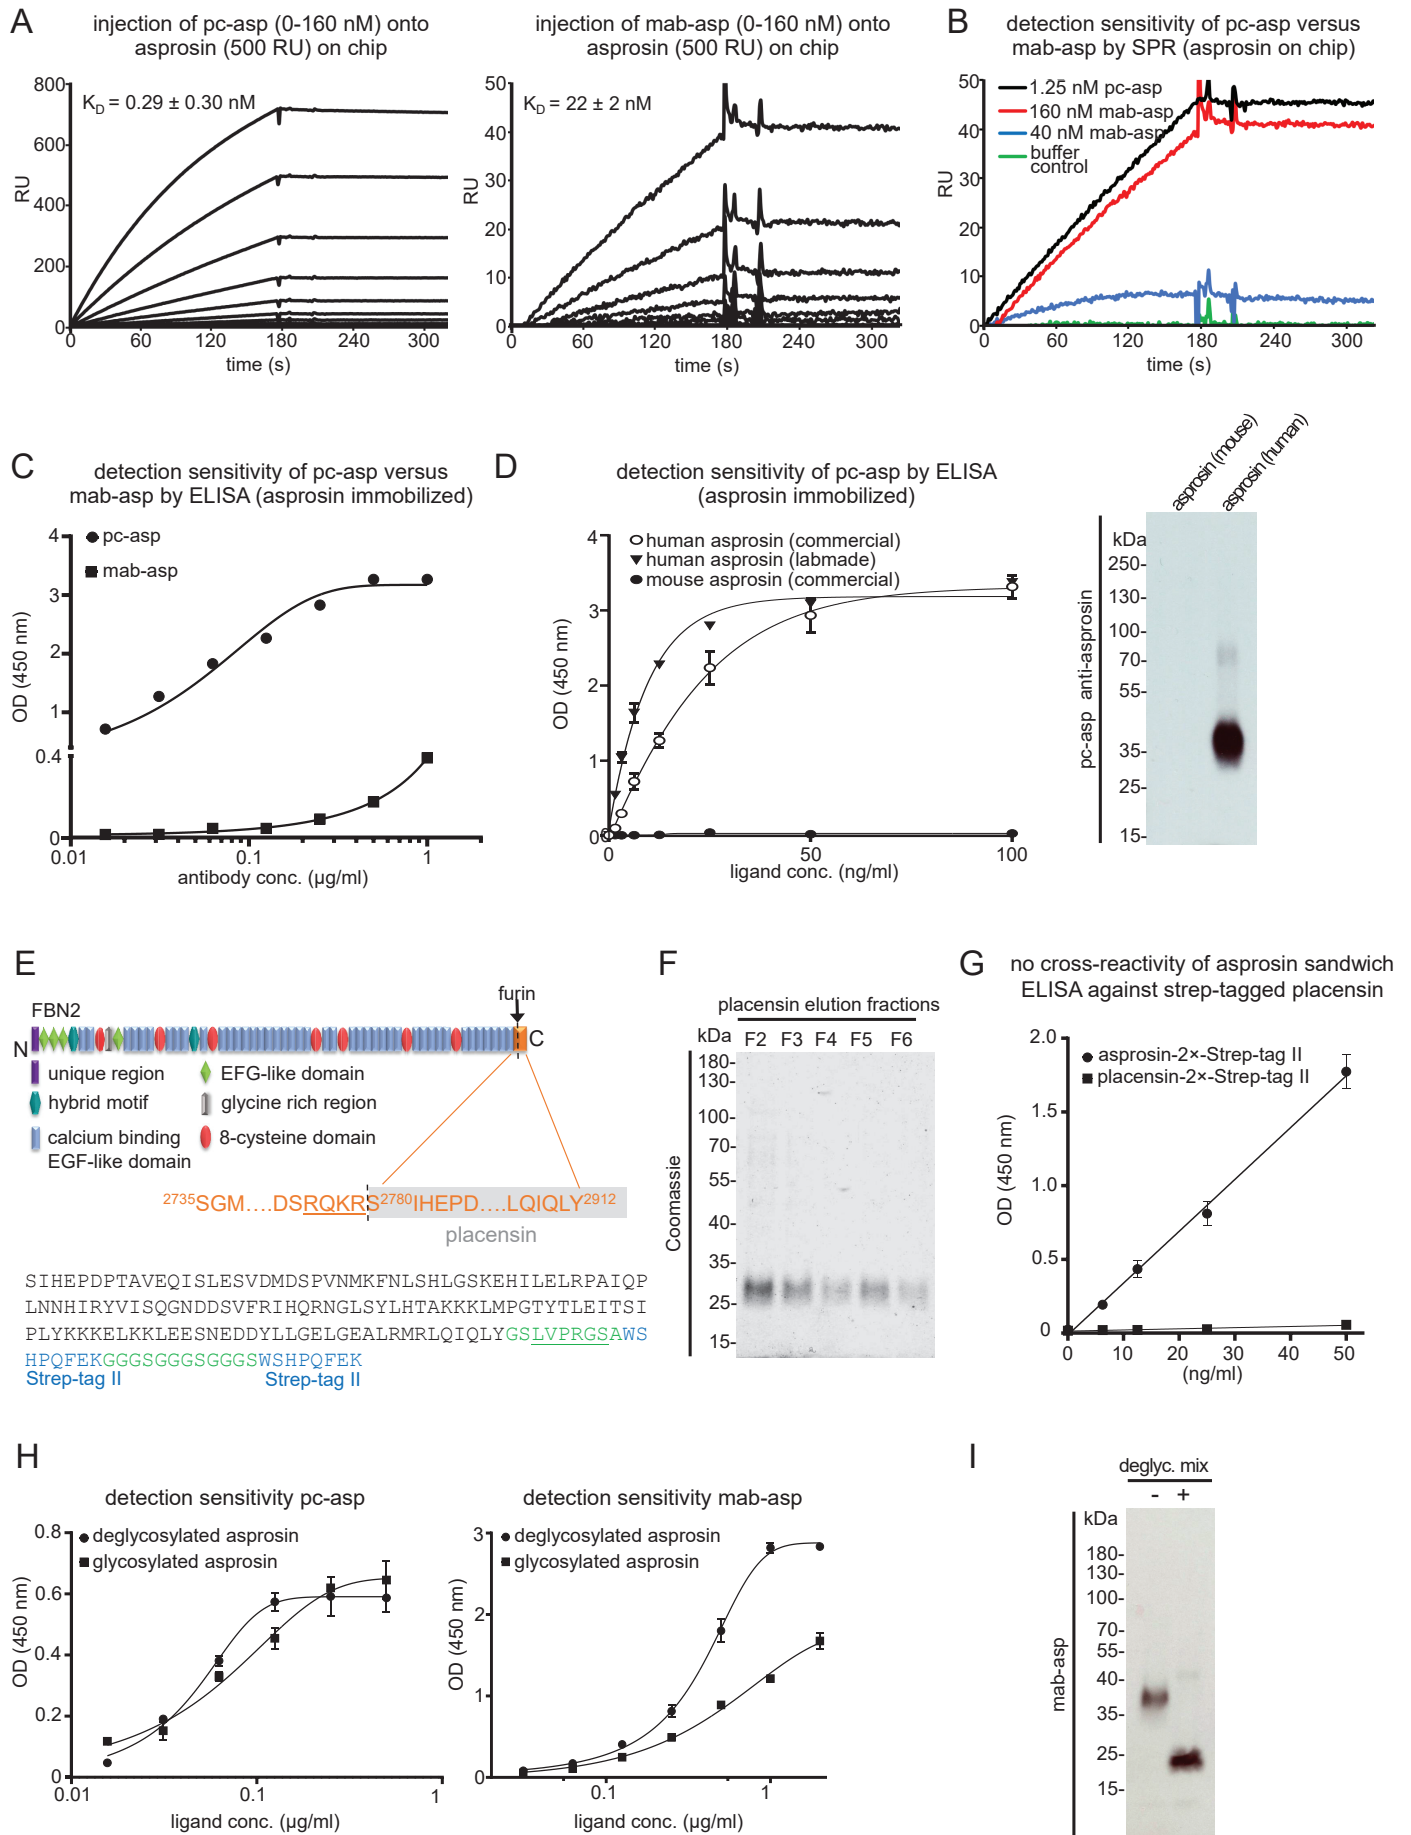 A
injection of pc-asp (0-160 nM) onto
asprosin (500 RU) on chip
800
600
400
200
0
RU
K_D = 0.29 ± 0.30 nM
0 60 120 180 240 300
time (s)
injection of mab-asp (0-160 nM) onto
asprosin (500 RU) on chip
50
40
30
20
10
0
RU
K_D = 22 ± 2 nM
0 60 120 180 240 300
time (s)
B
detection sensitivity of pc-asp versus
mab-asp by SPR (asprosin on chip)
50
40
30
20
10
0
RU
1.25 nM pc-asp
160 nM mab-asp
40 nM mab-asp
buffer
control
0 60 120 180 240 300
time (s)
C
detection sensitivity of pc-asp versus
mab-asp by ELISA (asprosin immobilized)
pc-asp
mab-asp
4
3
2
1
0.4
0
OD (450 nm)
0.01 0.1 1
antibody conc. (µg/ml)
D
detection sensitivity of pc-asp by ELISA
(asprosin immobilized)
human asprosin (commercial)
human asprosin (labmade)
mouse asprosin (commercial)
4
3
2
1
0
OD (450 nm)
0 50 100
ligand conc. (ng/ml)
asprosin (mouse)
asprosin (human)
kDa
250-
130-
100-
70-
55-
35-
25-
15-
pc-asp anti-asprosin
E
FBN2
furin
N
C
unique region
EFG-like domain
hybrid motif
glycine rich region
calcium binding
EGF-like domain
8-cysteine domain
2735SGM....DSRQKRS2780IHEPD....LQIQLY2912
placensin
SIHEPDPTAVEQISLESVDMDSPVNMKFNLSHLGSKEHILELRPAIQP
LNNHIRYVISQGNDDSVFRIHQRNGLSYLHTAKKKLMPGTYTLEITSI
PLYKKKELKKLEESNEDDYLLGELGEALRMRLQIQLYGSLVPRGSAWS
HPQFEKGGGSGGGSGGGSWSHPQFEK
Strep-tag II
Strep-tag II
F
placensin elution fractions
kDa F2 F3 F4 F5 F6
180-
130-
100-
70-
55-
40-
35-
25-
15-
Coomassie
G
no cross-reactivity of asprosin sandwich
ELISA against strep-tagged placensin
asprosin-2×-Strep-tag II
placensin-2×-Strep-tag II
2.0
1.5
1.0
0.5
0
OD (450 nm)
0 10 20 30 40 50
(ng/ml)
H
detection sensitivity pc-asp
deglycosylated asprosin
glycosylated asprosin
0.8
0.6
0.4
0.2
0
OD (450 nm)
0.01 0.1 1
ligand conc. (µg/ml)
detection sensitivity mab-asp
deglycosylated asprosin
glycosylated asprosin
3
2
1
0
OD (450 nm)
0.1 1
ligand conc. (µg/ml)
I
deglyc. mix
- +
kDa
180-
130-
100-
70-
55-
40-
35-
25-
15-
mab-asp